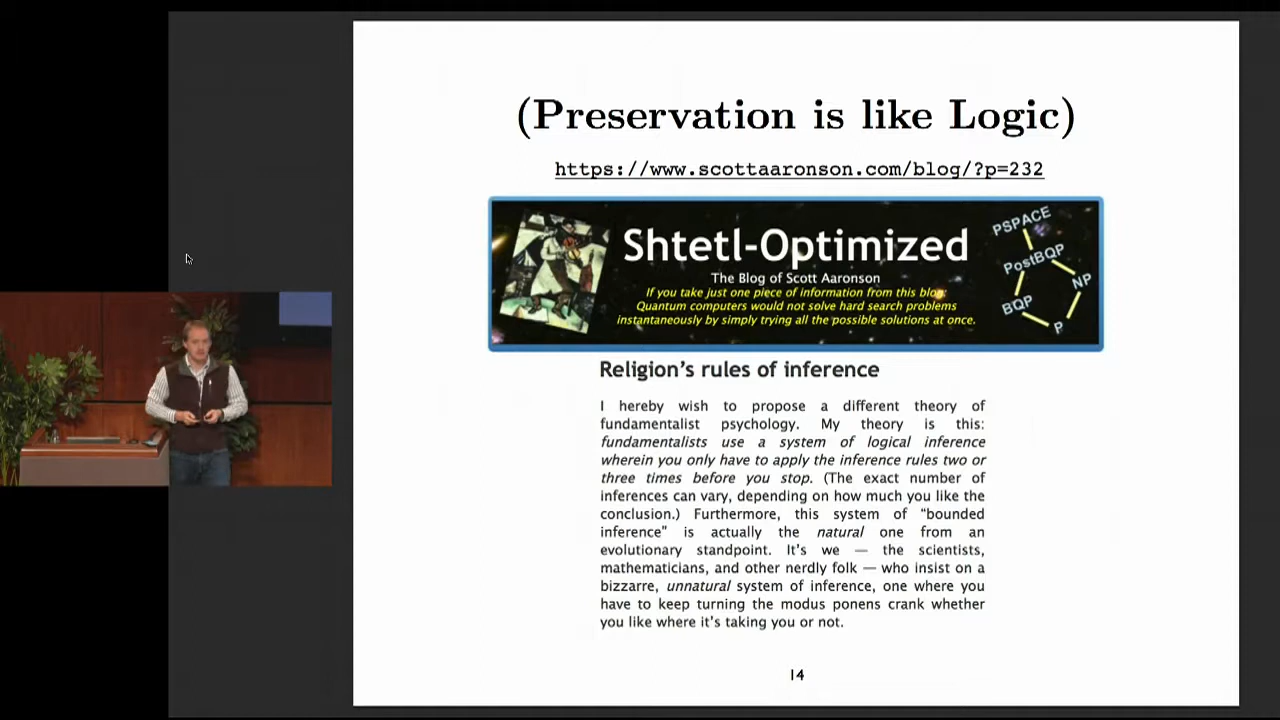 (Preservation is like Logic)
https://www.scottaaronson.com/blog/?p=232
Shtetl-Optimized
The Blog of Scott Aaronson
If you take just one piece of information from this blog:
Quantum computers would not solve hard search problems
instantaneously by simply trying all the possible solutions at once.
PSPACE
PostBQP
NP
BQP
P
Religion's rules of inference
I hereby wish to propose a different theory of
fundamentalist psychology. My theory is this:
fundamentalists use a system of logical inference
wherein you only have to apply the inference rules two or
three times before you stop. (The exact number of
inferences can vary, depending on how much you like the
conclusion.) Furthermore, this system of “bounded
inference” is actually the natural one from an
evolutionary standpoint. It's we — the scientists,
mathematicians, and other nerdly folk — who insist on a
bizzarre, unnatural system of inference, one where you
have to keep turning the modus ponens crank whether
you like where it's taking you or not.
14